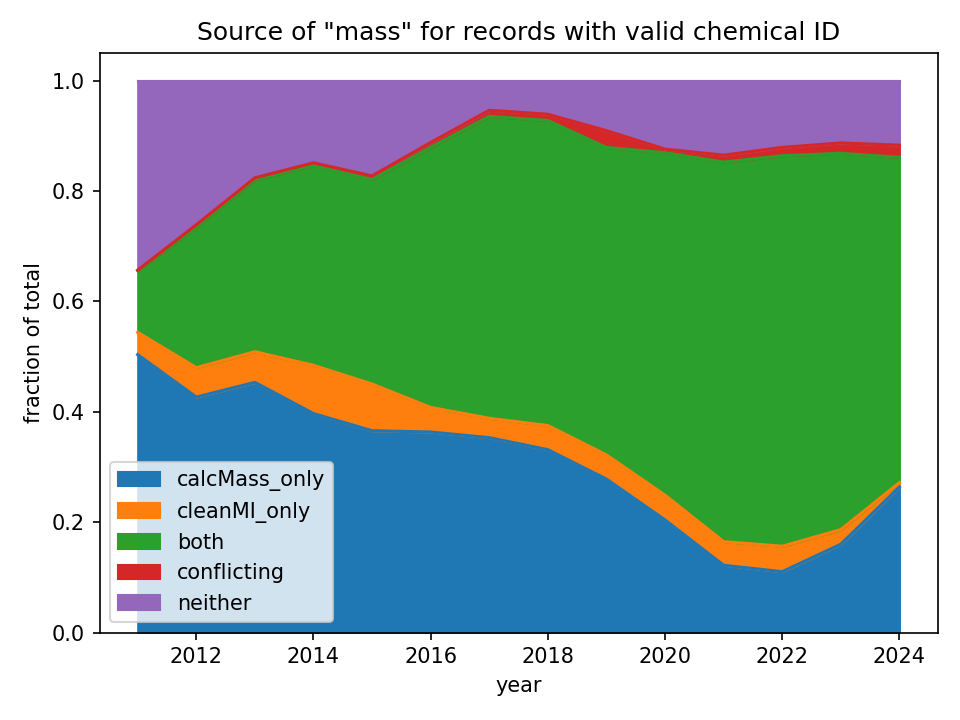 Source of "mass" for records with valid chemical ID
fraction of total
1.0
0.8
0.6
0.4
0.2
0.0
calcMass_only
cleanMI_only
both
conflicting
neither
2012
2014
2016
2018
2020
2022
2024
year